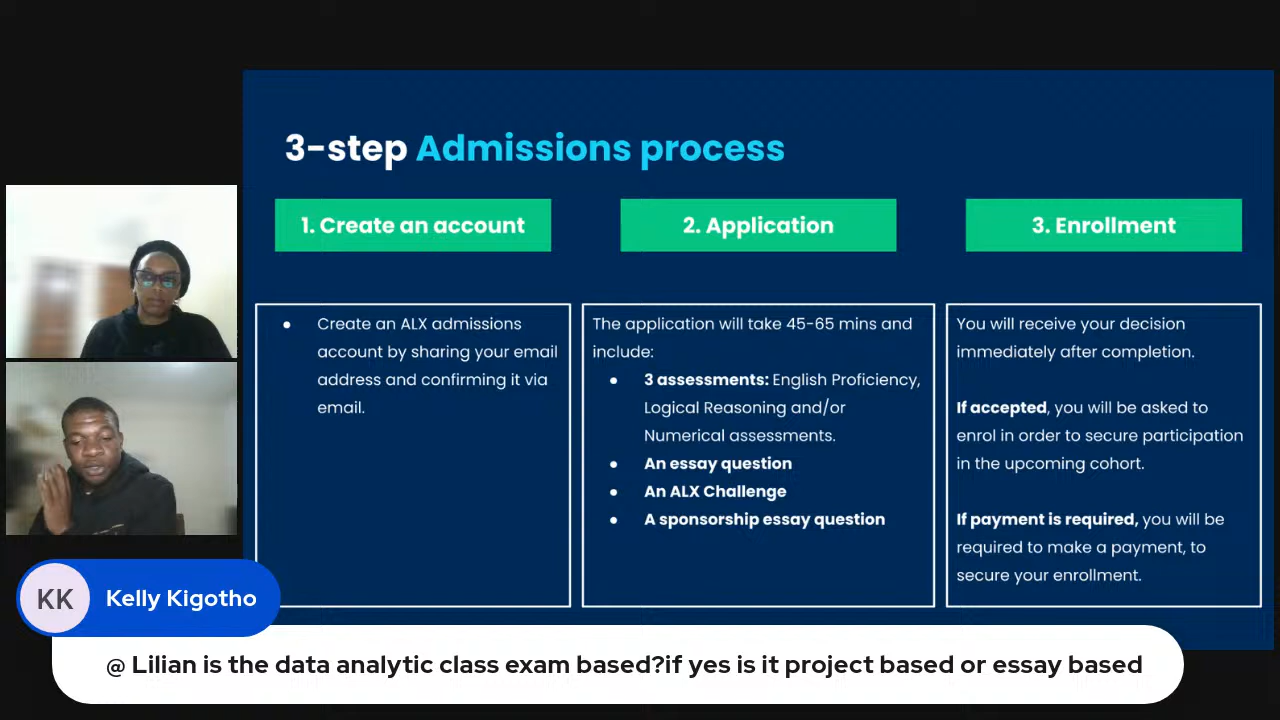 3-step Admissions process
1. Create an account
2. Application
3. Enrollment
● Create an ALX admissions
account by sharing your email
address and confirming it via
email.
The application will take 45-65 mins and
include:
● 3 assessments: English Proficiency,
Logical Reasoning and/or
Numerical assessments.
● An essay question
● An ALX Challenge
● A sponsorship essay question
You will receive your decision
immediately after completion.
If accepted, you will be asked to
enrol in order to secure participation
in the upcoming cohort.
If payment is required, you will be
required to make a payment, to
secure your enrollment.
KK
Kelly Kigotho
@ Lilian is the data analytic class exam based?if yes is it project based or essay based